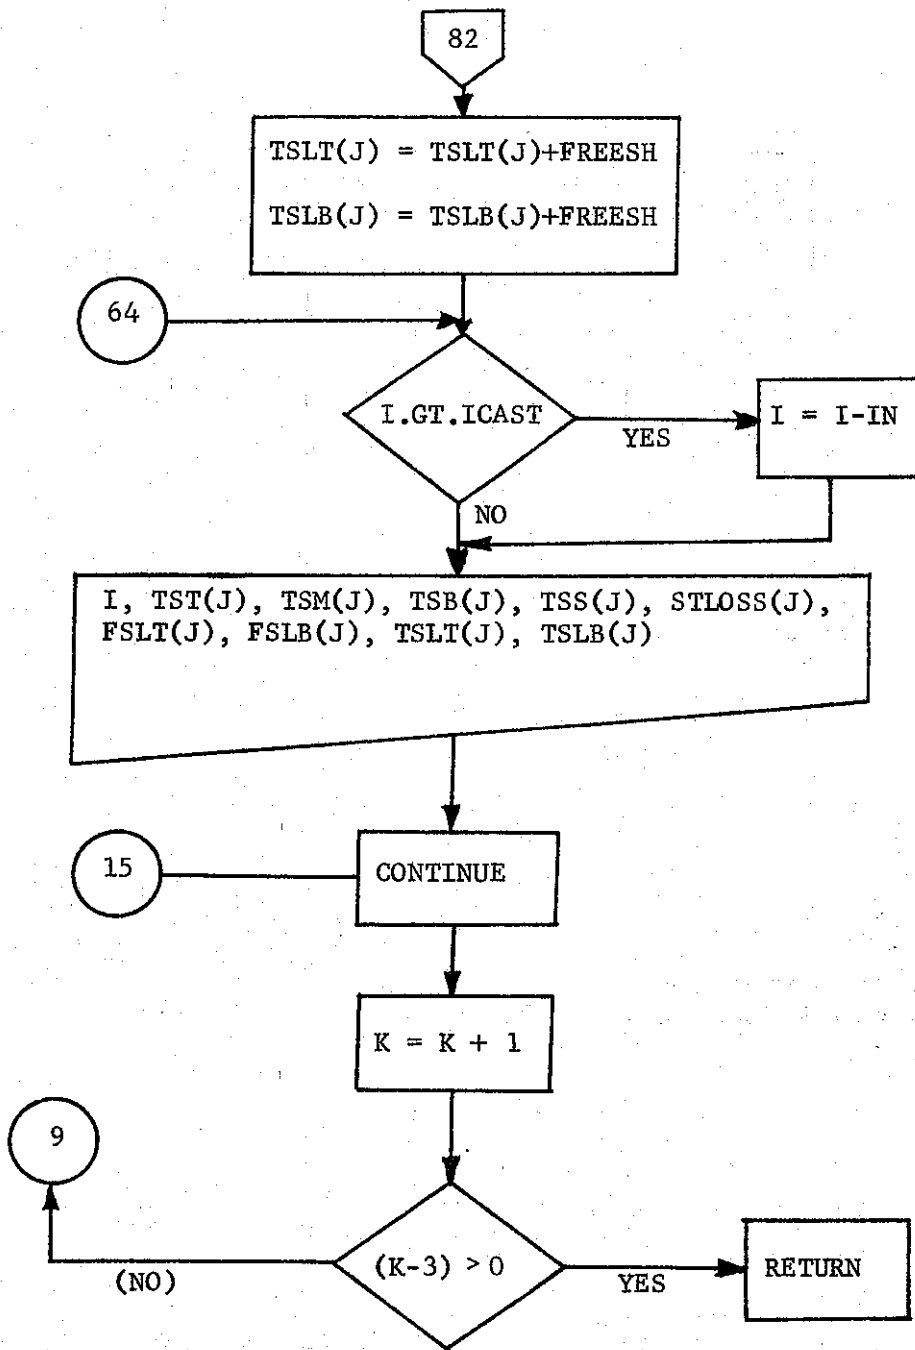 82
TSLT(J) = TSLT(J)+FREESH
TSLB(J) = TSLB(J)+FREESH
64
I.GT.ICAST
YES
I = I-IN
NO
I, TST(J), TSM(J), TSB(J), TSS(J), STLOSS(J),
FSLT(J), FSLB(J), TSLT(J), TSLB(J)
15
CONTINUE
K = K + 1
9
(K-3) > 0
(NO)
YES
RETURN